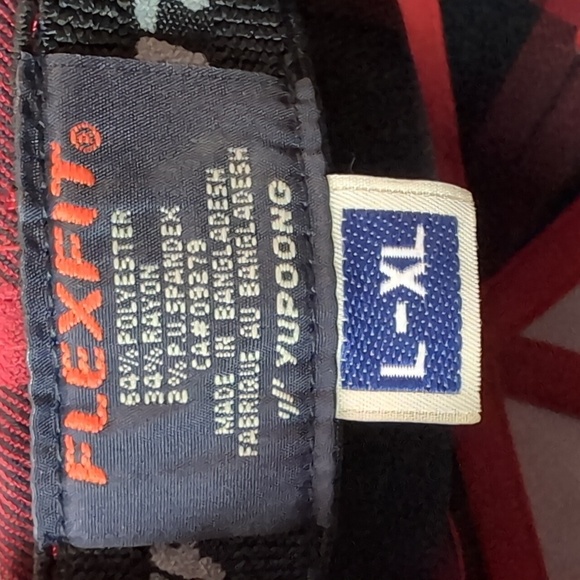 FLEXFIT®
64% POLYESTER
34% RAYON
2% PU.SPANDEX
CA# 09279
MADE IN BANGLADESH
FABRIQUE AU BANGLADESH
YUPOONG
L-XL